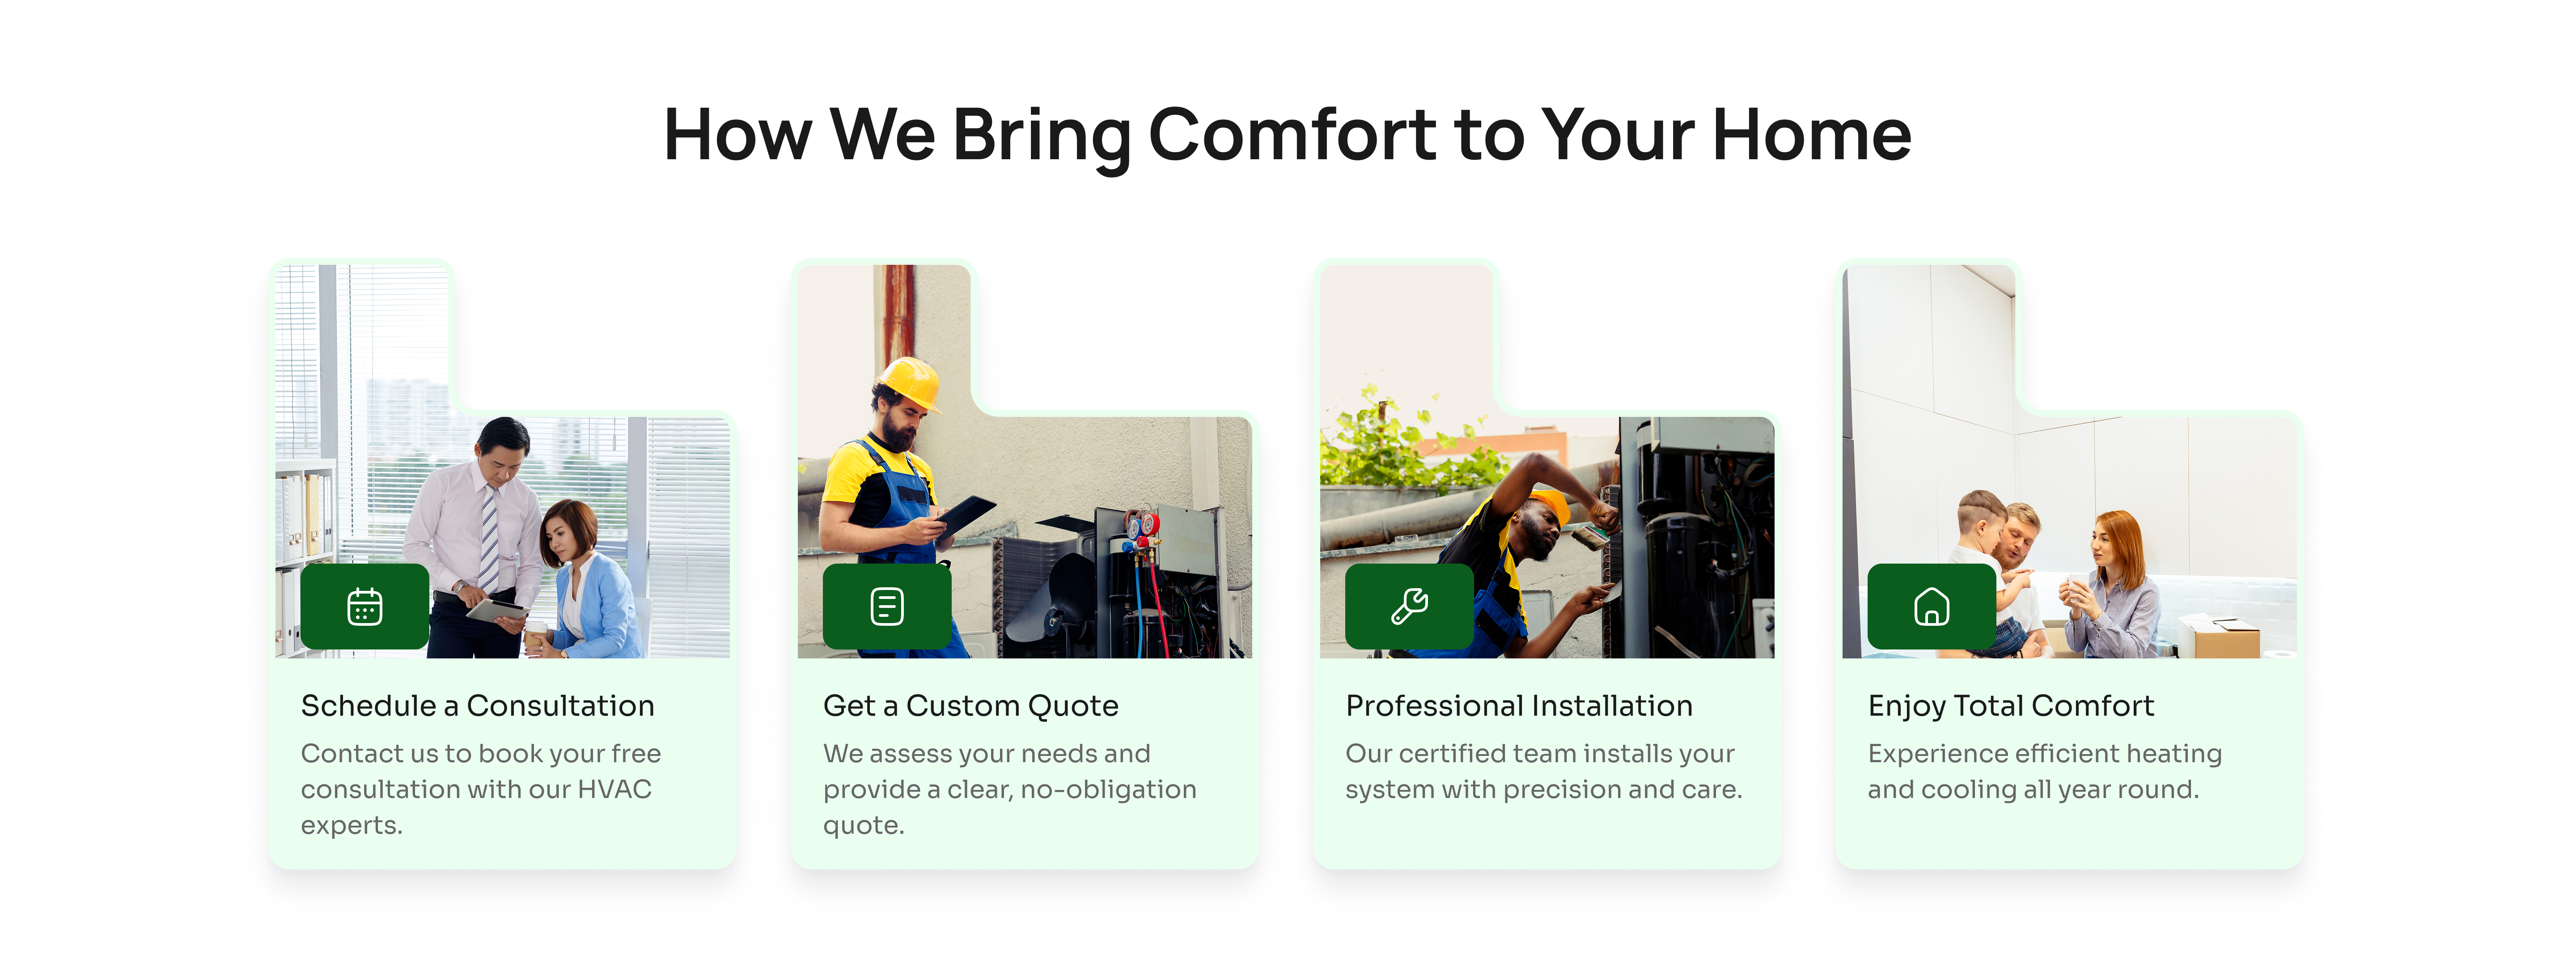 How We Bring Comfort to Your Home
Schedule a Consultation
Contact us to book your free
consultation with our HVAC
experts.
Get a Custom Quote
We assess your needs and
provide a clear, no-obligation
quote.
Professional Installation
Our certified team installs your
system with precision and care.
Enjoy Total Comfort
Experience efficient heating
and cooling all year round.